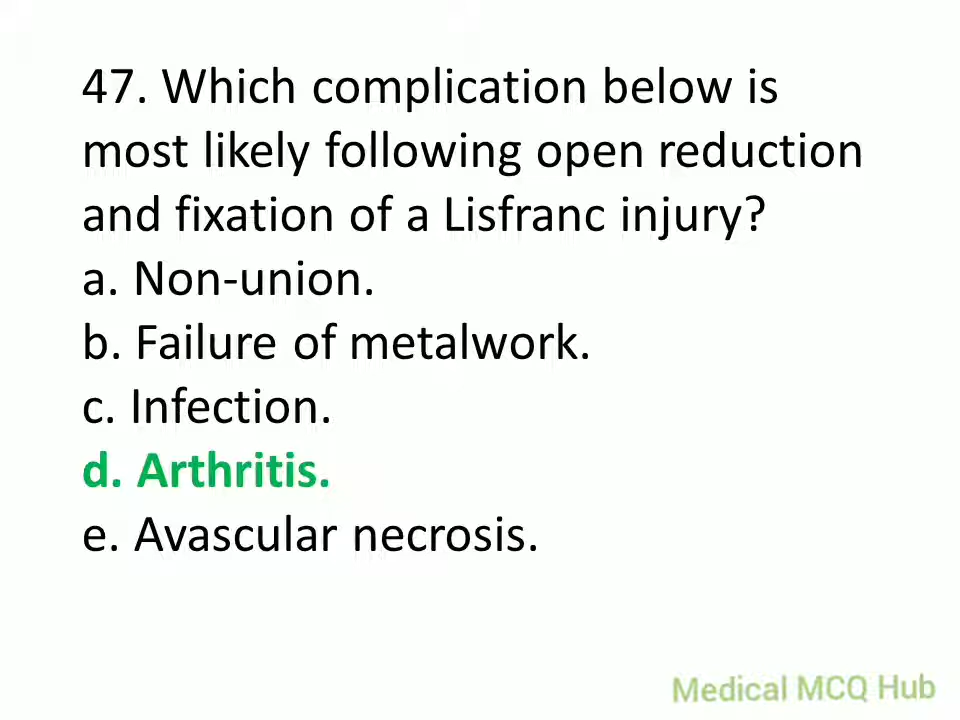 47. Which complication below is
most likely following open reduction
and fixation of a Lisfranc injury?
a. Non-union.
b. Failure of metalwork.
c. Infection.
d. Arthritis.
e. Avascular necrosis.
Medical MCQ Hub